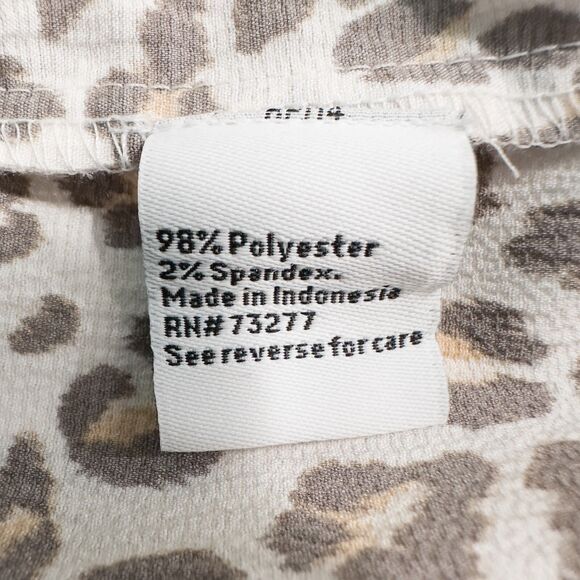 98% Polyester
2% Spandex.
Made in Indonesia
RN# 73277
See reverse for care